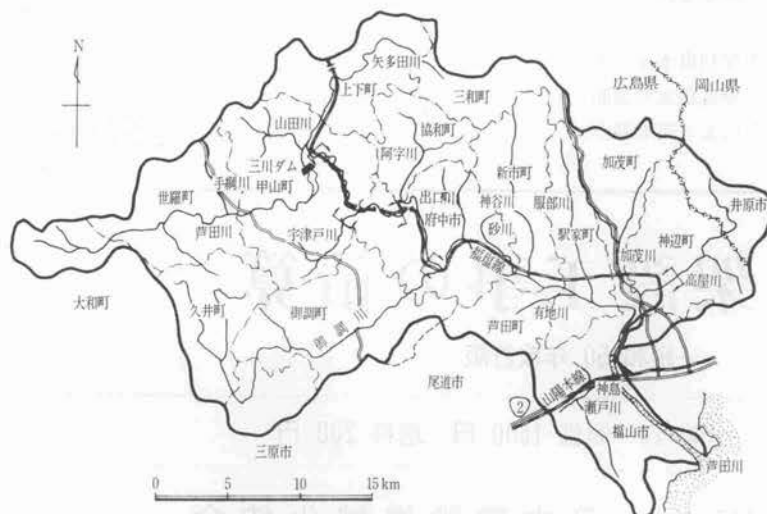 N
矢多田川
上下町
三和町
広島県
岡山県
山田川
協和町
阿字川
三川ダム
甲山町
手綱川
世羅町
芦田川
宇津戸川
出口川
府中市
神谷川
砂川
新市町
服部川
駅家町
加茂町
井原市
神辺町
加茂川
高屋川
福塩線
大和町
久井町
御調町
御調川
芦田町
有地川
尾道市
山陽本線
2
神島
瀬戸川
福山市
芦田川
三原市
0 5 10 15 km